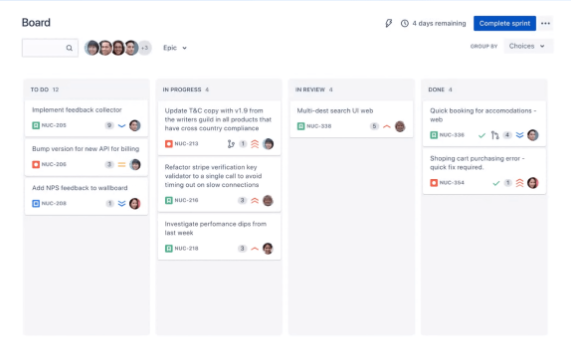 Board
4 days remaining
Complete sprint
+3
Epic
GROUP BY
Choices
TO DO 12
Implement feedback collector
NUC-205
9
Bump version for new API for billing
NUC-206
3
Add NPS feedback to wallboard
NUC-208
1
IN PROGRESS 4
Update T&C copy with v1.9 from
the writers guild in all products that
have cross country compliance
NUC-213
1
Refactor stripe verification key
validator to a single call to avoid
timing out on slow connections
NUC-216
3
Investigate perfomance dips from
last week
NUC-218
3
IN REVIEW 4
Multi-dest search UI web
NUC-338
5
DONE 4
Quick booking for accomodations -
web
NUC-336
4
Shoping cart purchasing error -
quick fix required.
NUC-354
1